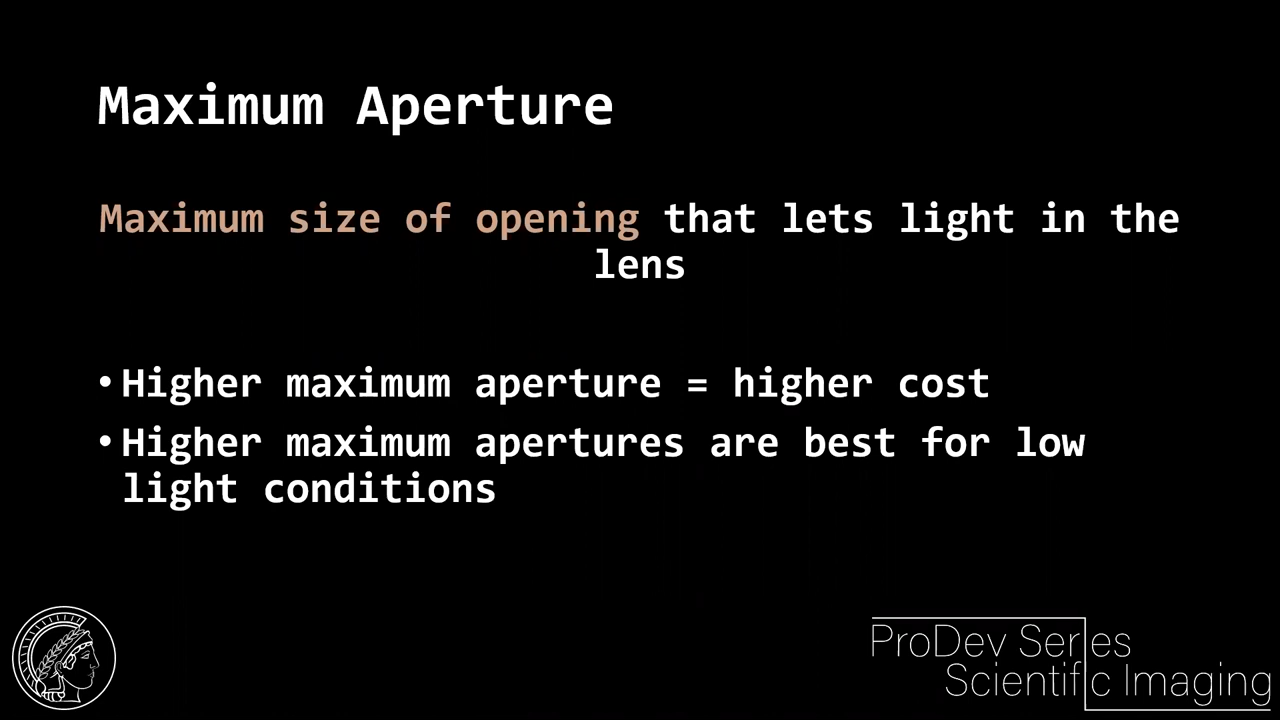 Maximum Aperture
Maximum size of opening that lets light in the
lens
•Higher maximum aperture = higher cost
•Higher maximum apertures are best for low
light conditions
ProDev Series
Scientific Imaging